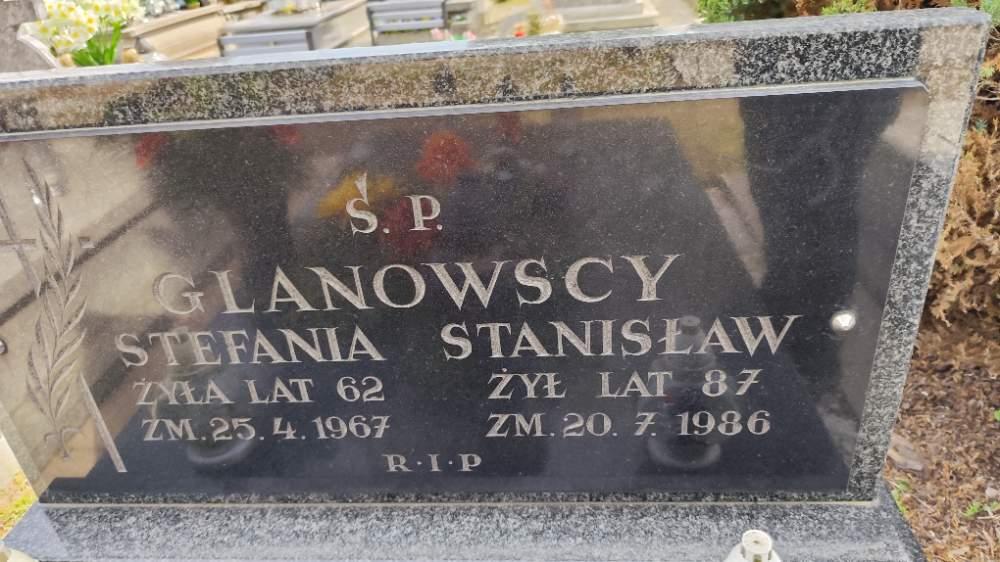 Ś. P.
GLANOWSCY
STEFANIA STANISŁAW
ŻYŁA LAT 62 ŻYŁ LAT 87
ZM. 25. 4. 1967 ZM. 20. 7. 1986
R·I·P